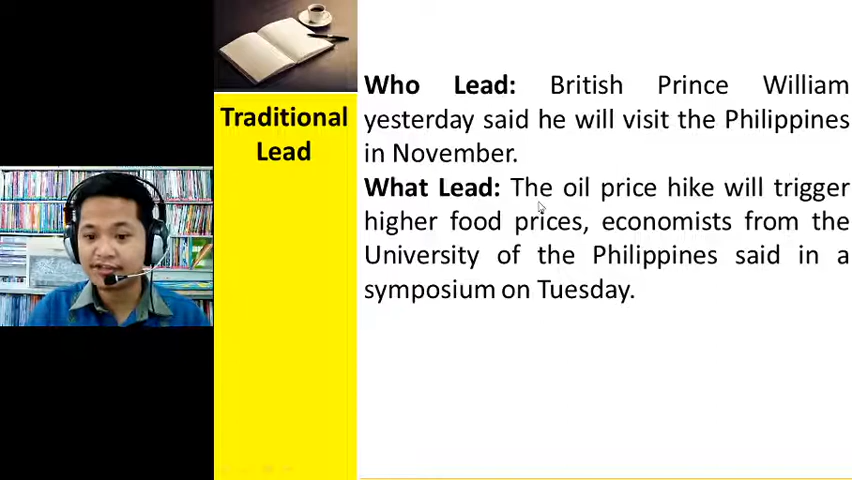 Traditional
Lead
Who Lead: British Prince William
yesterday said he will visit the Philippines
in November.
What Lead: The oil price hike will trigger
higher food prices, economists from the
University of the Philippines said in a
symposium on Tuesday.